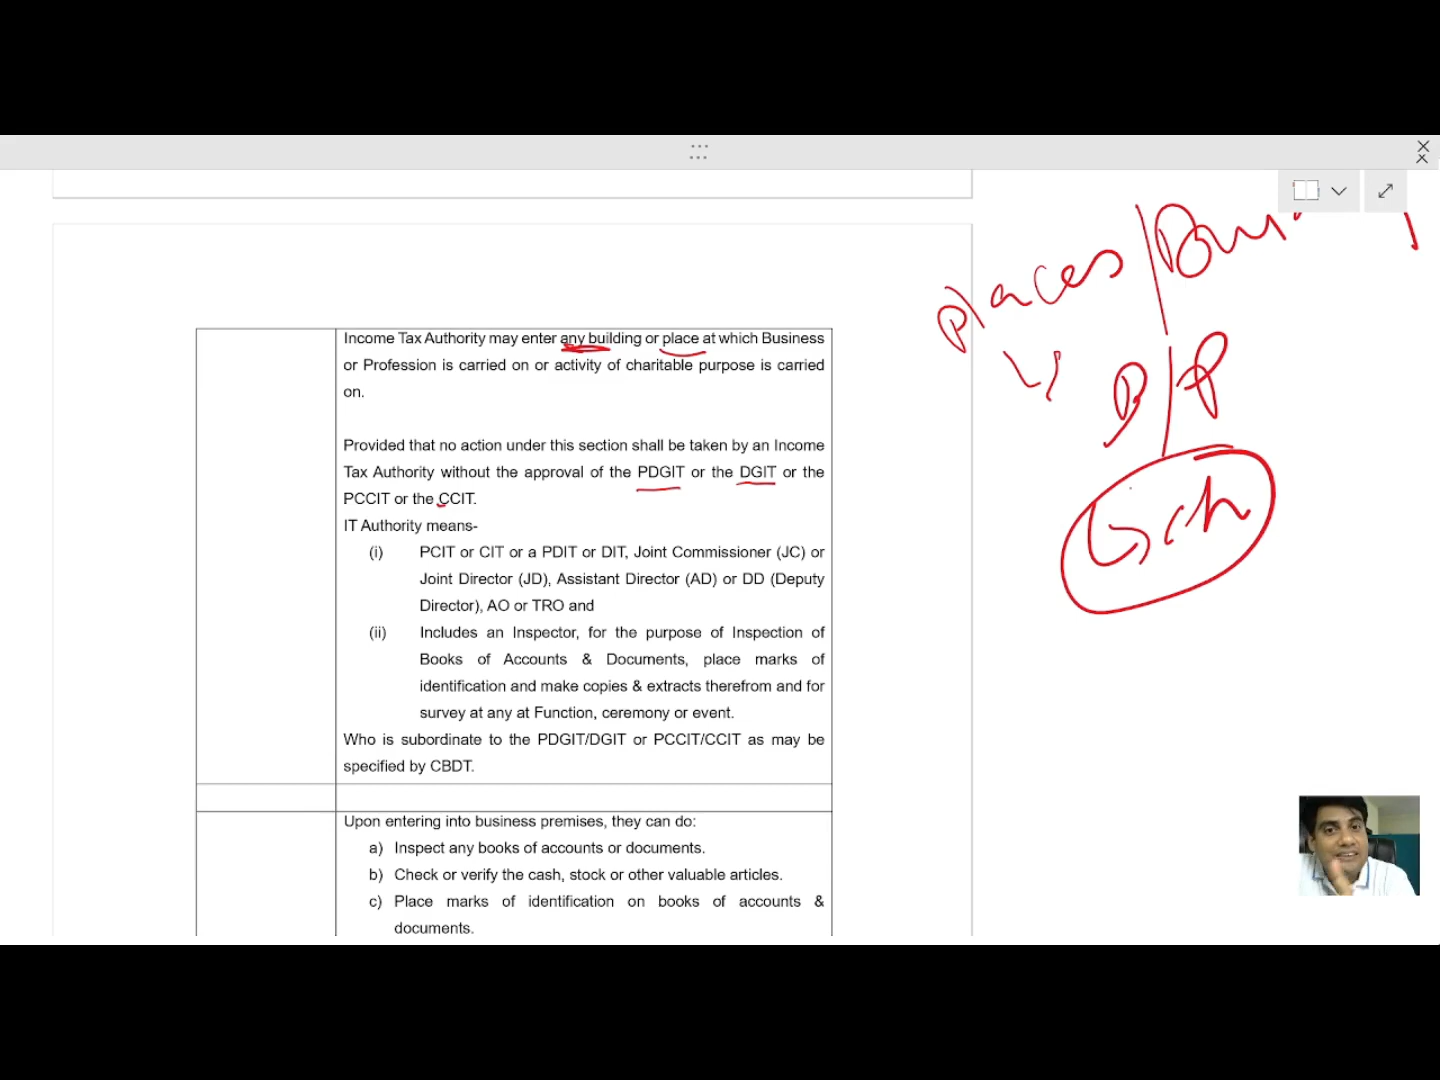 places/Bu
B/P
Income Tax Authority may enter any building or place at which Business
or Profession is carried on or activity of charitable purpose is carried
on.
Provided that no action under this section shall be taken by an Income
Tax Authority without the approval of the PDGIT or the DGIT or the
PCCIT or the CCIT.
IT Authority means-
(i) PCIT or CIT or a PDIT or DIT, Joint Commissioner (JC) or
Joint Director (JD), Assistant Director (AD) or DD (Deputy
Director), AO or TRO and
(ii) Includes an Inspector, for the purpose of Inspection of
Books of Accounts & Documents, place marks of
identification and make copies & extracts therefrom and for
survey at any at Function, ceremony or event.
Who is subordinate to the PDGIT/DGIT or PCCIT/CCIT as may be
specified by CBDT.
Upon entering into business premises, they can do:
a) Inspect any books of accounts or documents.
b) Check or verify the cash, stock or other valuable articles.
c) Place marks of identification on books of accounts &
documents.